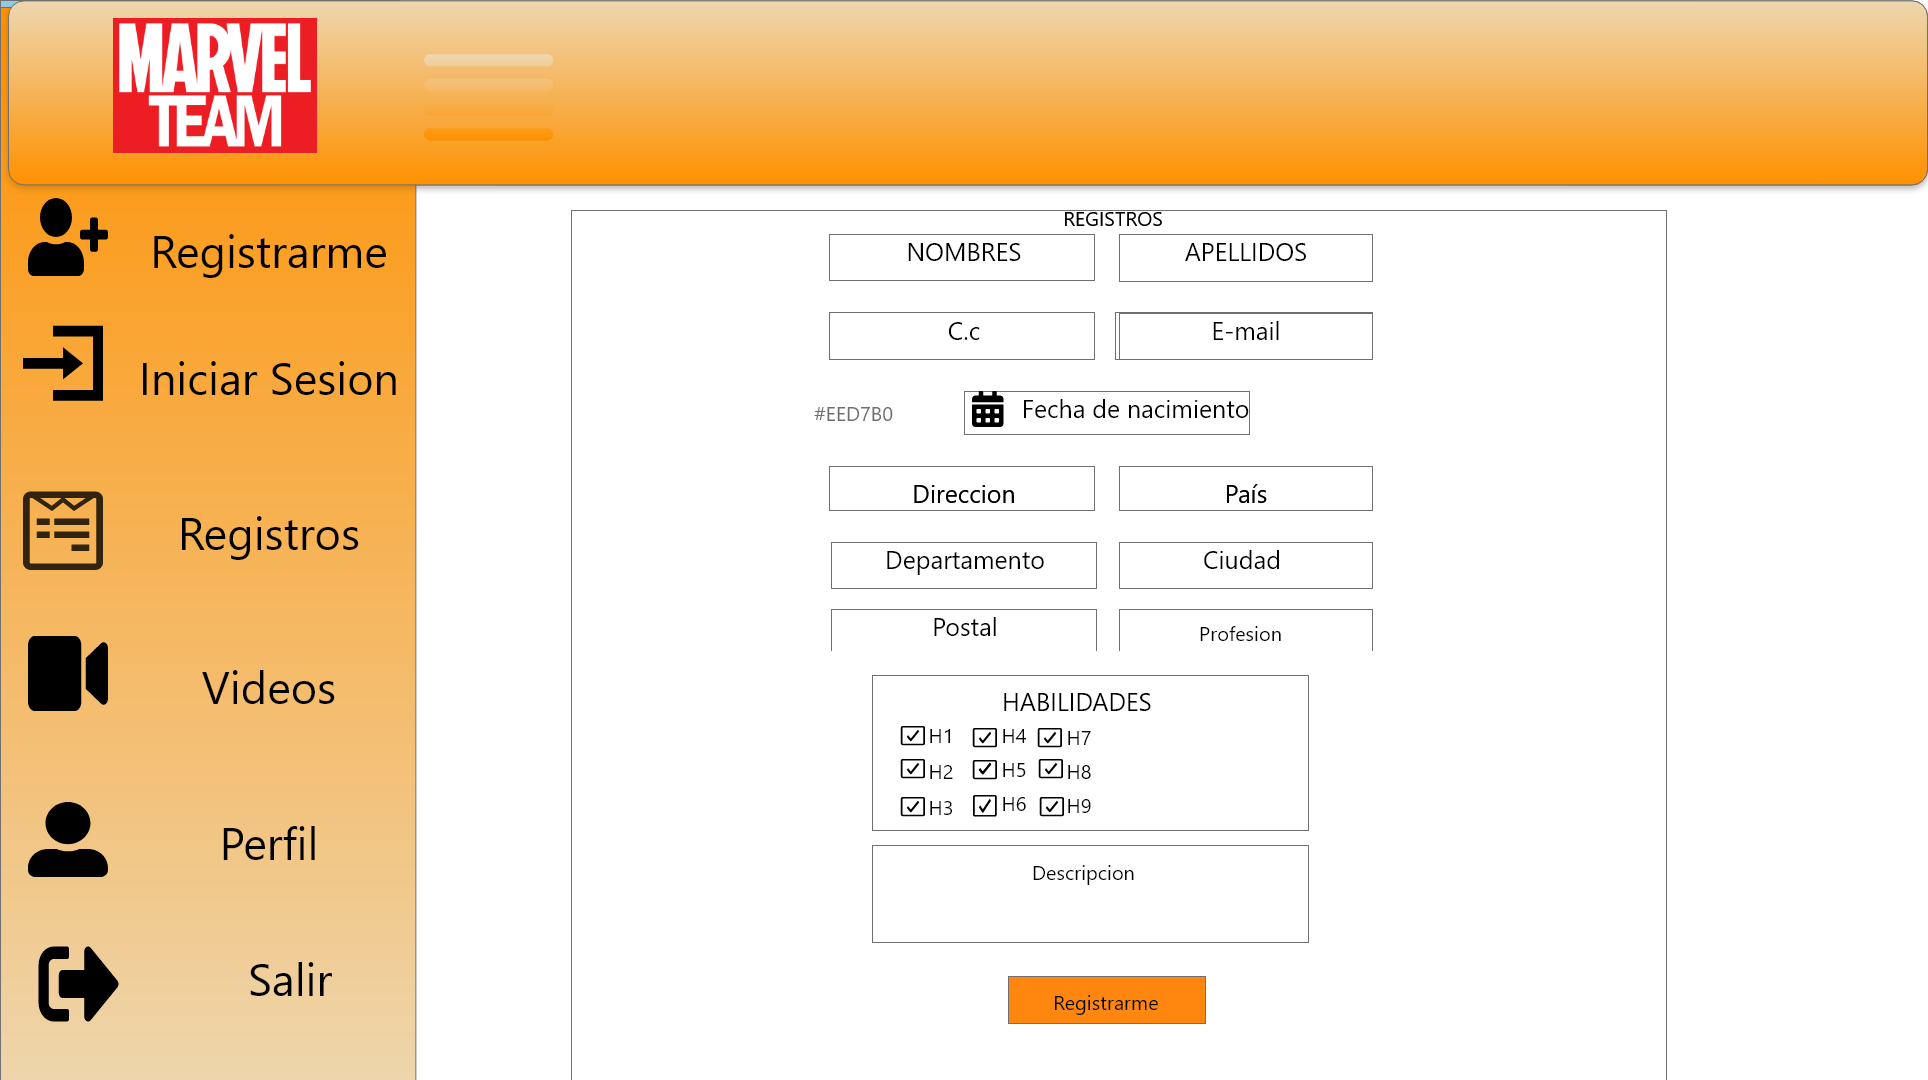 MARVEL
TEAM
Registrarme
Iniciar Sesion
Registros
Videos
Perfil
Salir
REGISTROS
NOMBRES APELLIDOS
C.c E-mail
#EED7B0 Fecha de nacimiento
Direccion País
Departamento Ciudad
Postal Profesion
HABILIDADES
H1 H4 H7
H2 H5 H8
H3 H6 H9
Descripcion
Registrarme